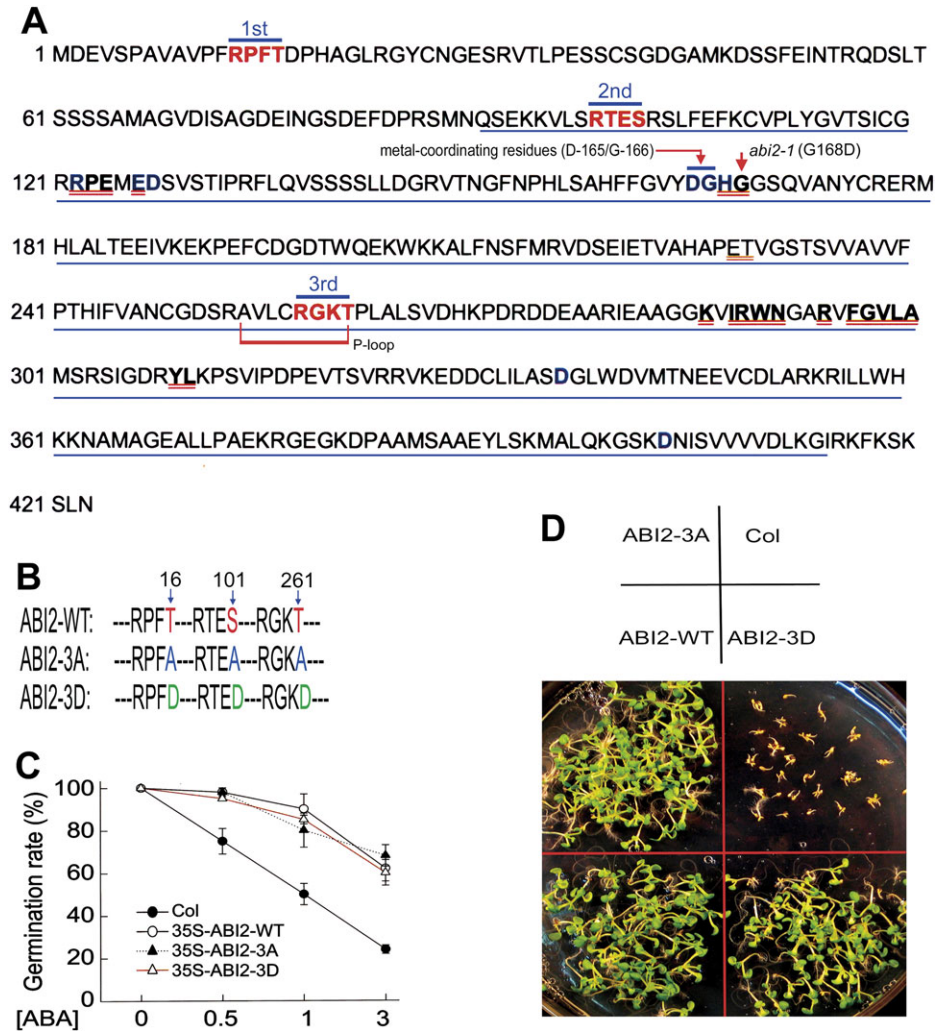 A
1st
1 MDEVSPAVAVPFRPFTDPHAGLRGYCNGESRVTLPESSCSGDGAMKDSSFEINTRQDSLT
2nd
61 SSSSAMAGVDISAGDEINGSDEFDPRSMNQSEKKVLSRTESRSLFEFKCVPLYGVTSICG
metal-coordinating residues (D-165/G-166)
abi2-1 (G168D)
121 RRPEMEDSVSTIPRFLQVSSSSLLDGRVTNGFNPHLSAHFFGVYDGHGGSQVANYCRERM
181 HLALTEEIVKEKPEFCDGDTWQEKWKKALFNSFMRVDSEIETVAHAPETVGSTSVVAVVF
3rd
241 PTHIFVANCGDSRAVLCRGKTPLALSVDHKPDRDDEAARIEAAGGKVIRWNGARVFGVLA
P-loop
301 MSRSIGDRYLKPSVIPDPEVTSVRRVKEDDCLILASDGLWDVMTNEEVCDLARKRILLWH
361 KKNAMAGEALLPAEKRGEGKDPAAMSAAEYLSKMALQKGSKDNISVVVVDLKGIRKFKSK
421 SLN
B
16 101 261
ABI2-WT: ---RPFT---RTES---RGKT---
ABI2-3A: ---RPFA---RTEA---RGKA---
ABI2-3D: ---RPFD---RTED---RGKD---
C
Germination rate (%)
100
80
60
40
20
0
Col
35S-ABI2-WT
35S-ABI2-3A
35S-ABI2-3D
[ABA] 0 0.5 1 3
D
ABI2-3A Col
ABI2-WT ABI2-3D